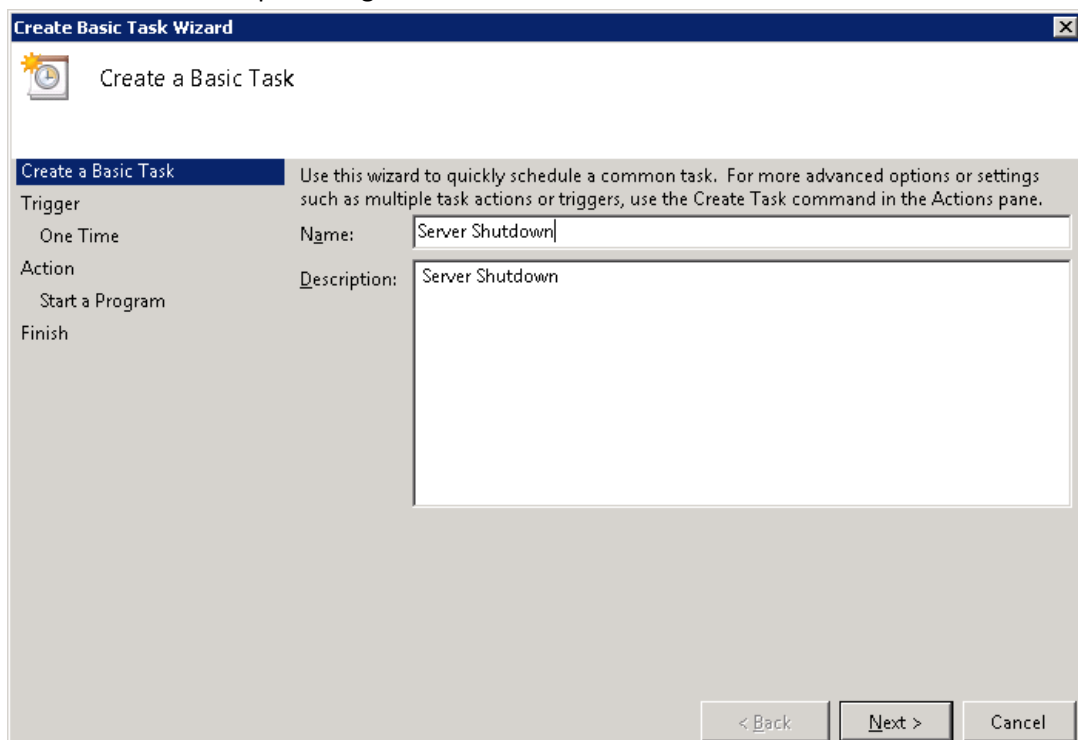 Create Basic Task Wizard
Create a Basic Task
Create a Basic Task
Trigger
One Time
Action
Start a Program
Finish
Use this wizard to quickly schedule a common task. For more advanced options or settings
such as multiple task actions or triggers, use the Create Task command in the Actions pane.
Name: Server Shutdown
Description: Server Shutdown
< Back Next > Cancel